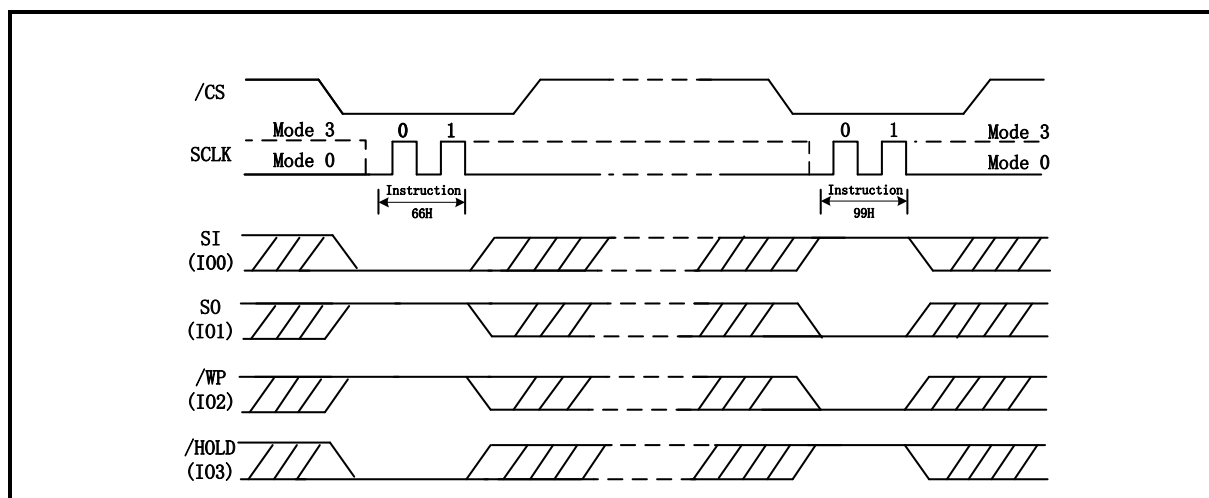 /CS
Mode 3 0 1 0 1 Mode 3
SCLK
Mode 0 Mode 0
Instruction Instruction
66H 99H
SI
(IO0)
SO
(IO1)
/WP
(IO2)
/HOLD
(IO3)